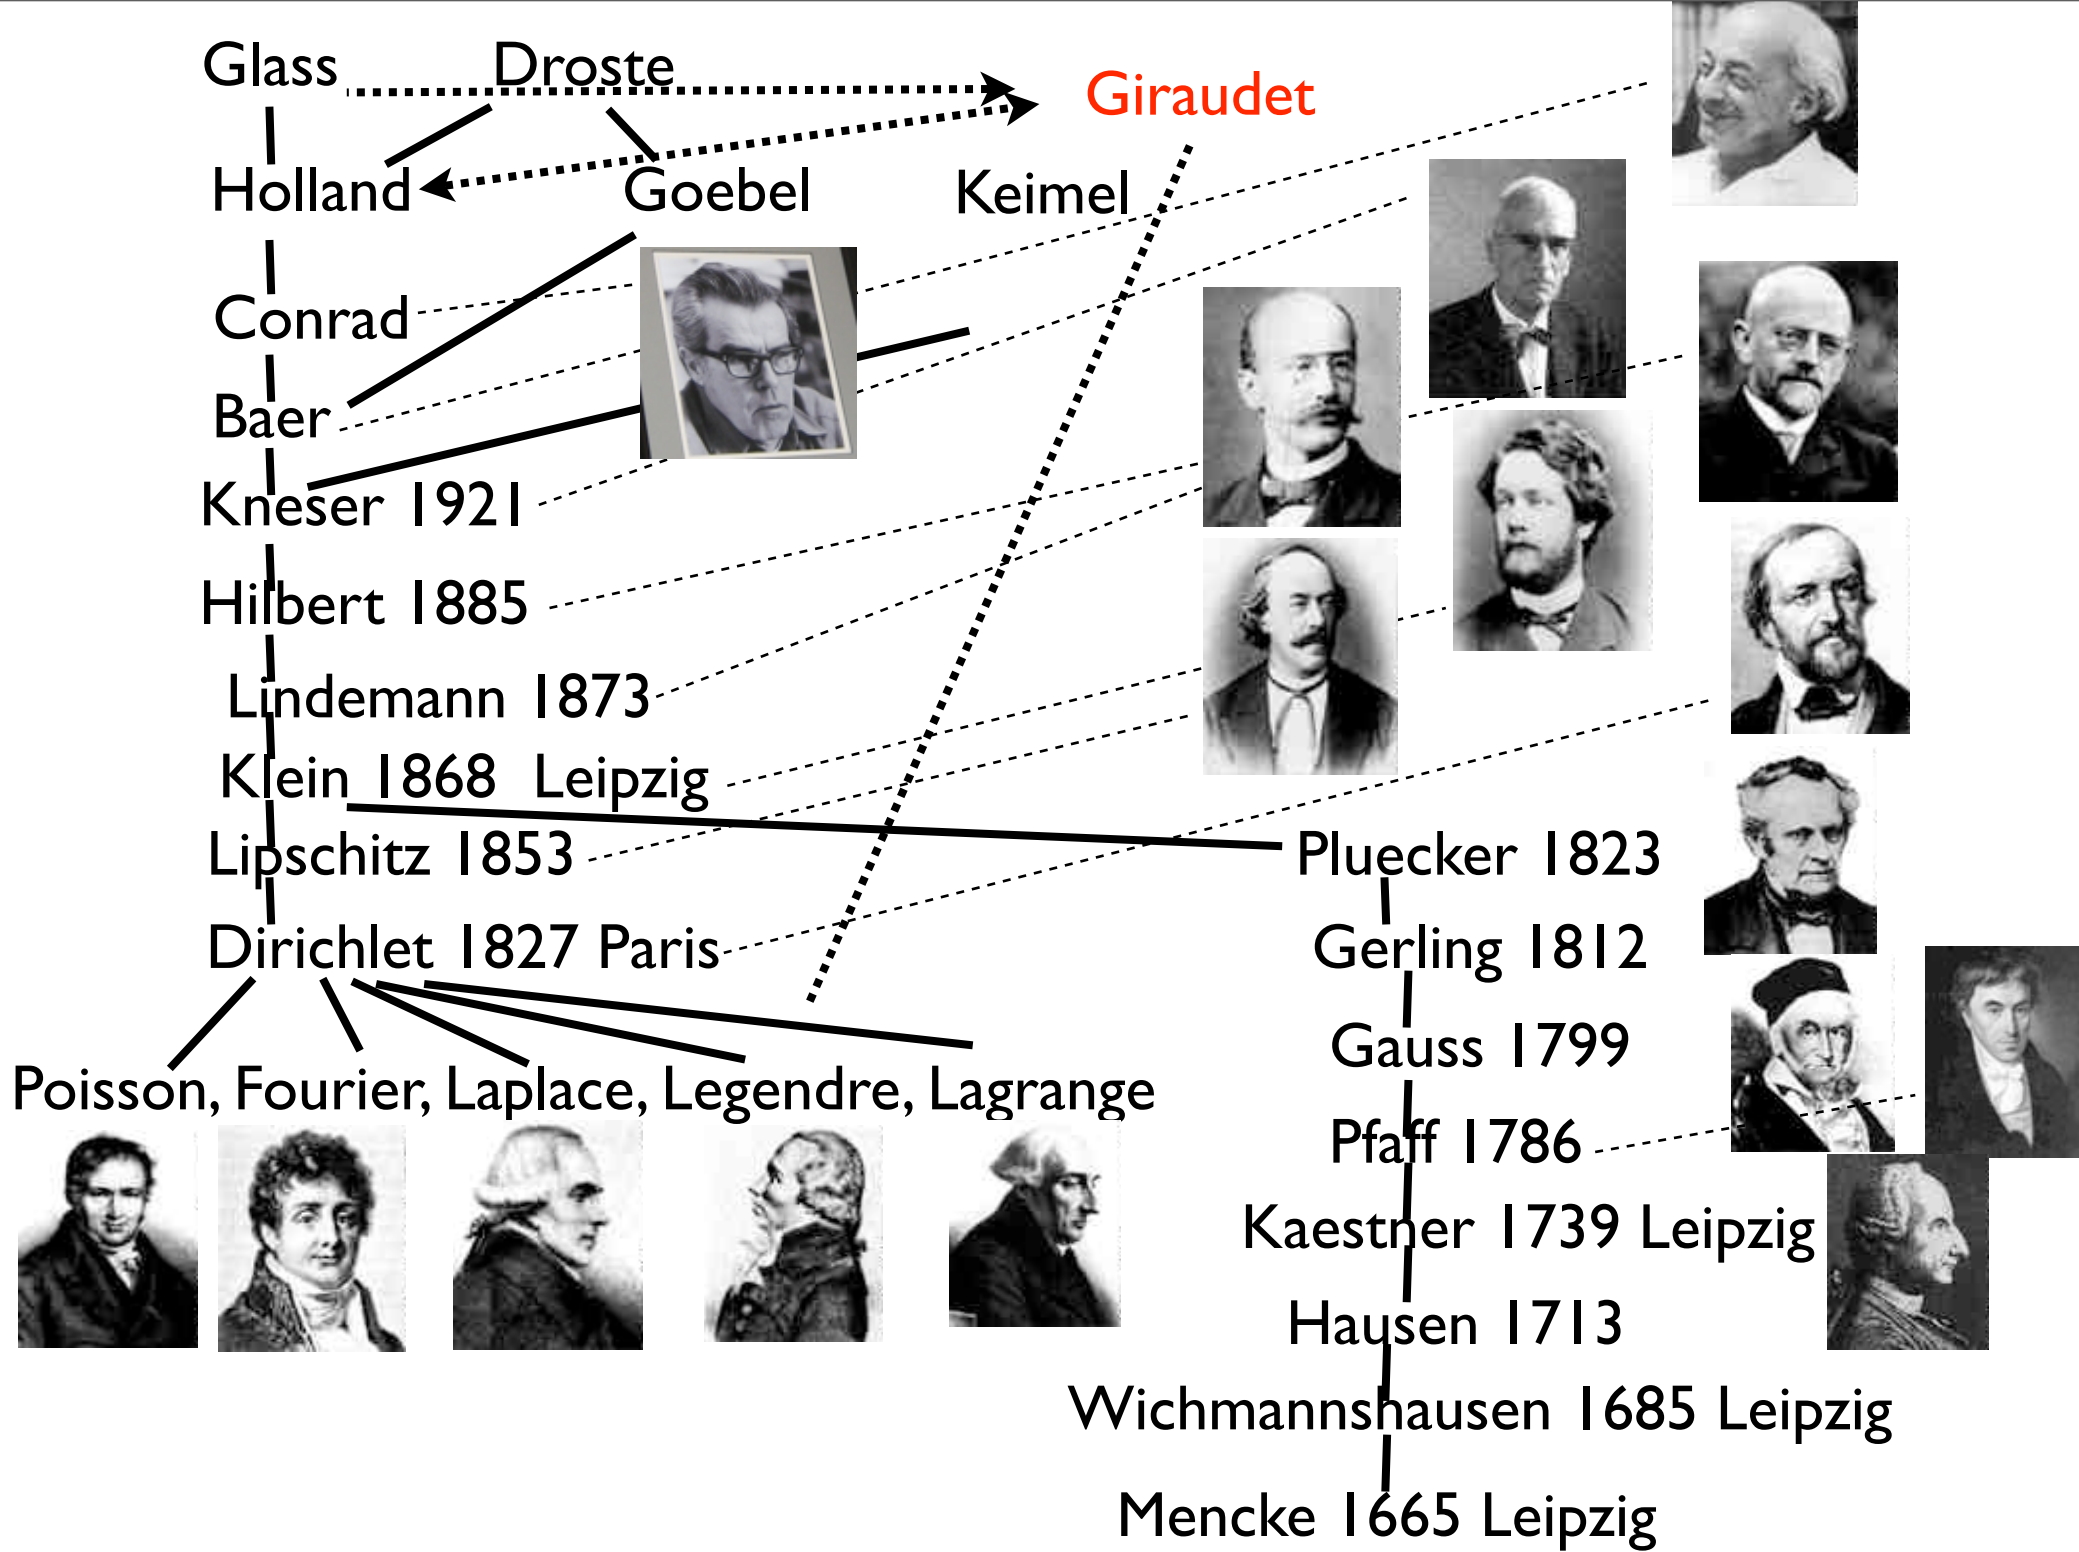 Glass Droste
Giraudet
Holland Goebel Keimel
Conrad
Baer
Kneser 1921
Hilbert 1885
Lindemann 1873
Klein 1868 Leipzig
Lipschitz 1853
Pluecker 1823
Dirichlet 1827 Paris
Gerling 1812
Gauss 1799
Poisson, Fourier, Laplace, Legendre, Lagrange
Pfaff 1786
Kaestner 1739 Leipzig
Hausen 1713
Wichmannshausen 1685 Leipzig
Mencke 1665 Leipzig